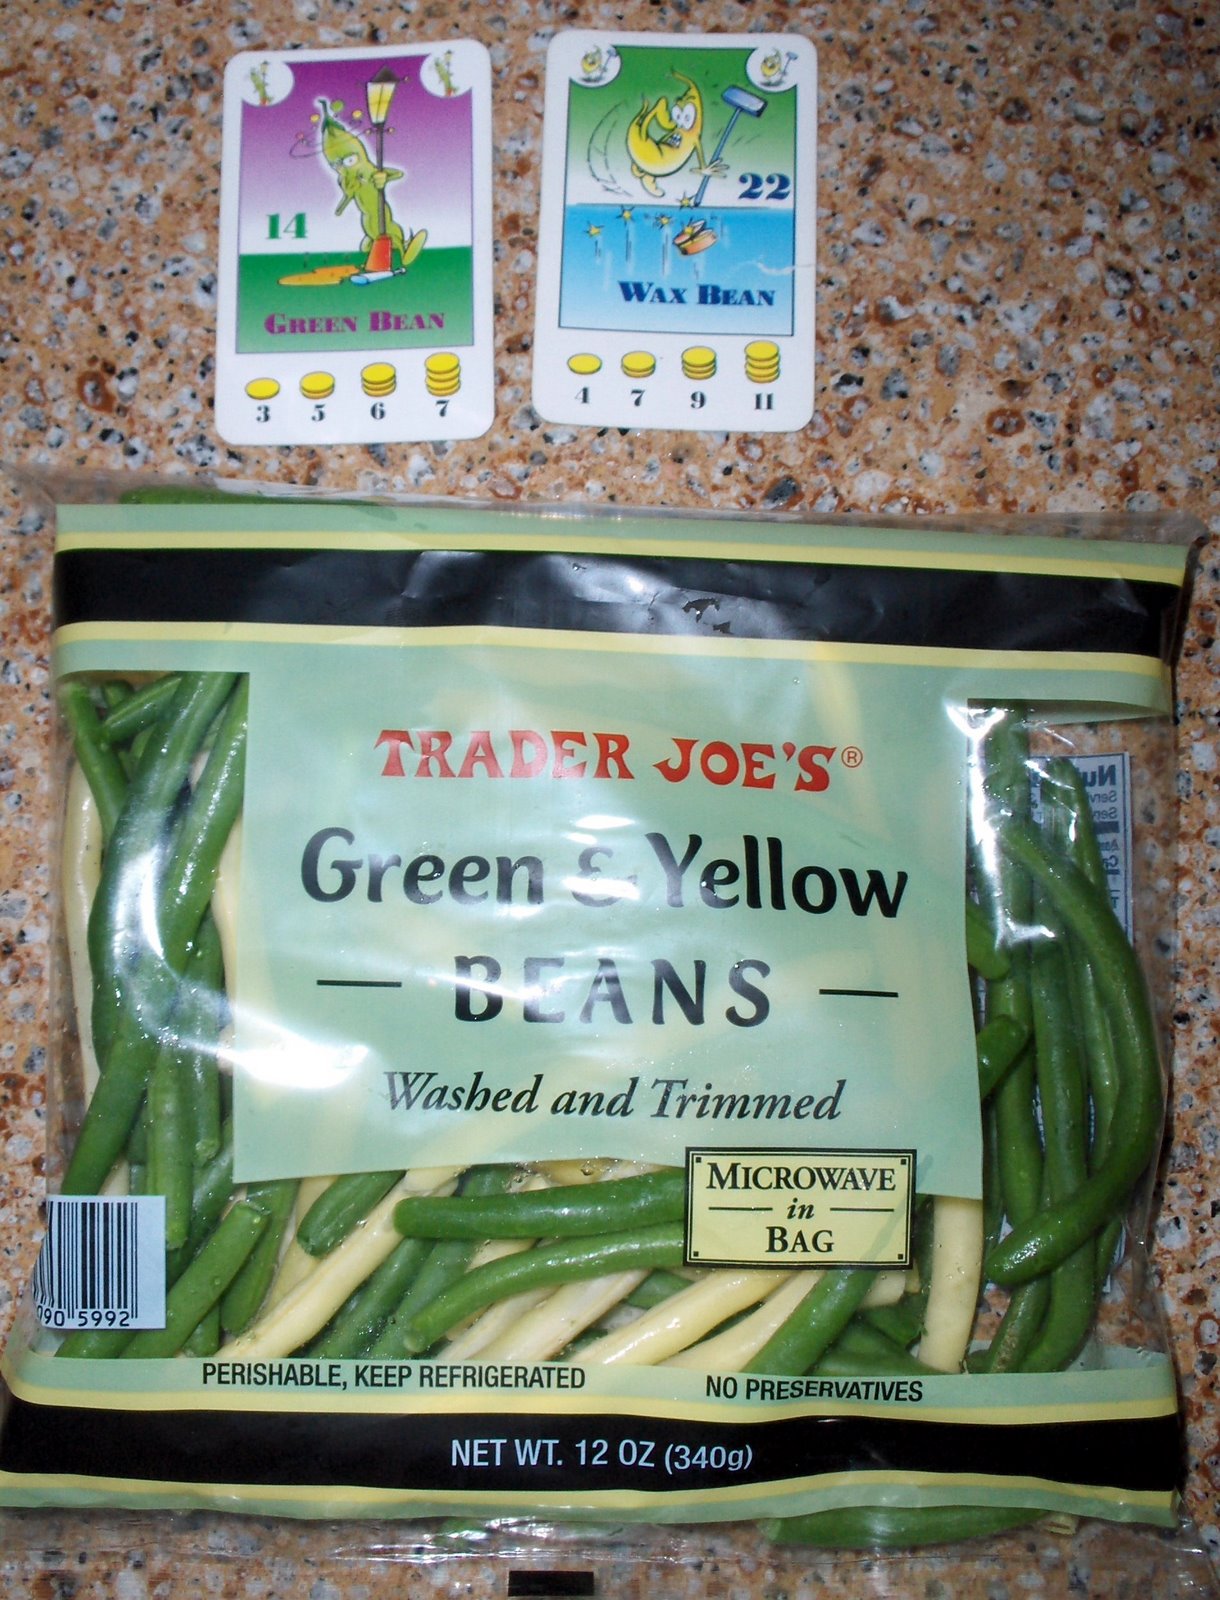 14
GREEN BEAN
3 5 6 7
22
WAX BEAN
4 7 9 11
TRADER JOE'S®
Green & Yellow
BEANS
Washed and Trimmed
MICROWAVE
in
BAG
90 5992
PERISHABLE, KEEP REFRIGERATED
NO PRESERVATIVES
NET WT. 12 OZ (340g)